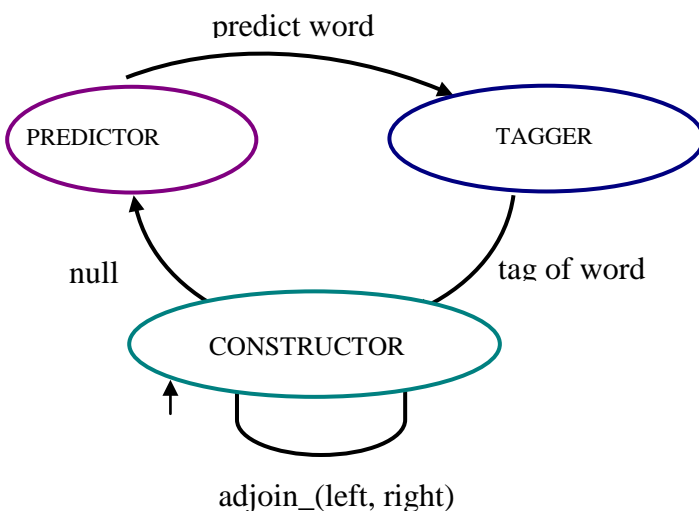 predict word
PREDICTOR
TAGGER
null
tag of word
CONSTRUCTOR
adjoin_(left, right)